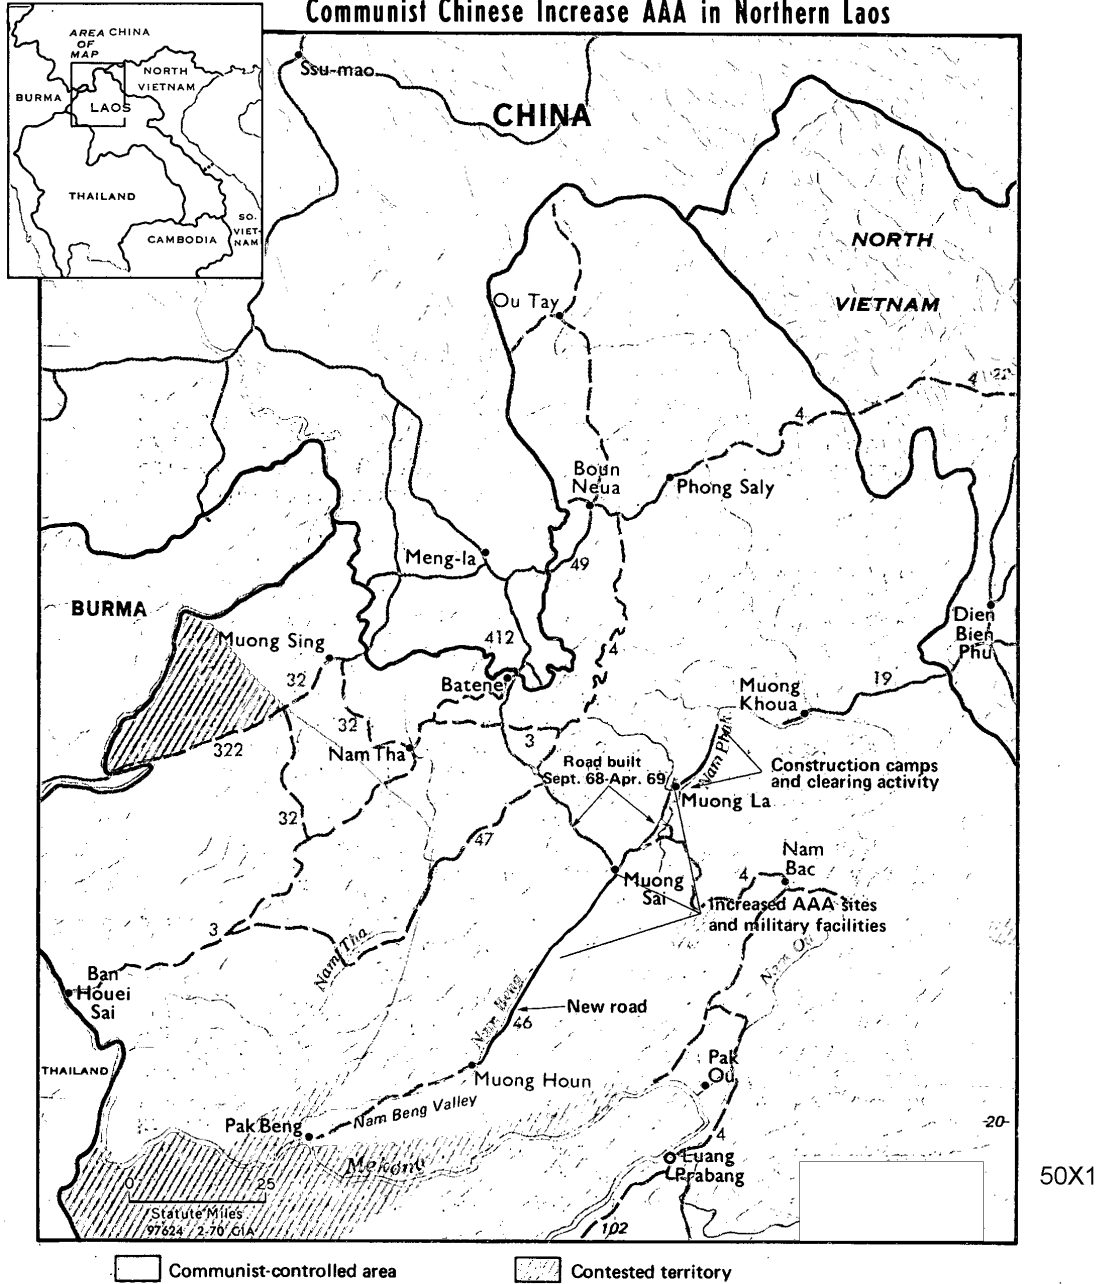 Communist Chinese Increase AAA in Northern Laos
AREA
OF
MAP
CHINA
NORTH
VIETNAM
BURMA
LAOS
THAILAND
SO.
VIET-
NAM
CAMBODIA
Ssu-mao
CHINA
NORTH
VIETNAM
Ou Tay
4
4
Boun
Neua
Phong Saly
Meng-la
49
BURMA
Dien
Bien
Phu
Muong Sing
412
4
32
Batene
Muong
Khoua
19
32
322
Nam Tha
3
Road built
Sept. 68-Apr. 69
Nam Phak
Construction camps
and clearing activity
Muong La
32
47
Nam
Bac
Muong
Sai
4
Increased AAA sites
and military facilities
3
Nam Tha
Nam Ou
Ban
Houei
Sai
Nam Beng
New road
46
THAILAND
Muong Houn
Pak
Ou
Pak Beng
Nam Beng Valley
20
4
Mekong
Luang
Prabang
0 25
Statute Miles
97624 2-70 CIA
102
50X1
Communist-controlled area
Contested territory